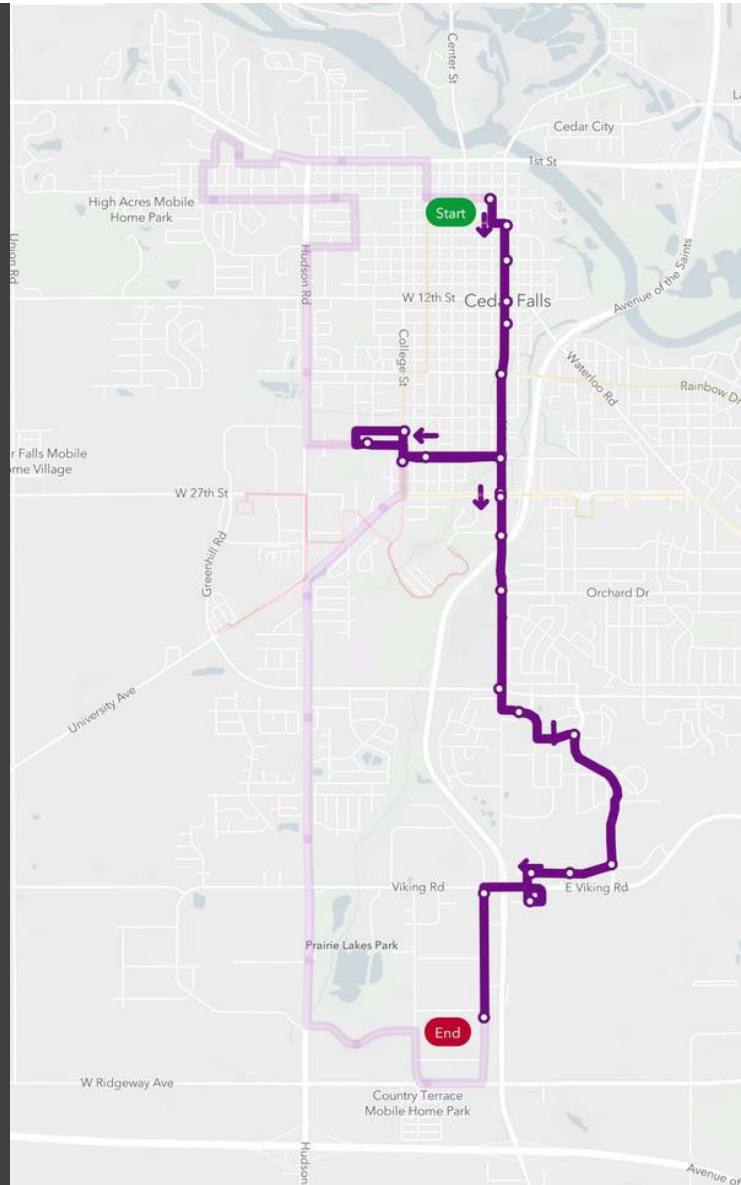 Center St
Cedar City
1st St
High Acres Mobile
Home Park
Start
Union Rd
Hudson Rd
Avenue of the Saints
W 12th St
Cedar Falls
College St
Waterloo Rd
Rainbow Dr
r Falls Mobile
ome Village
W 27th St
Greenhill Rd
Orchard Dr
University Ave
Viking Rd
E Viking Rd
Prairie Lakes Park
End
W Ridgeway Ave
Country Terrace
Mobile Home Park
Hudson
Avenue of